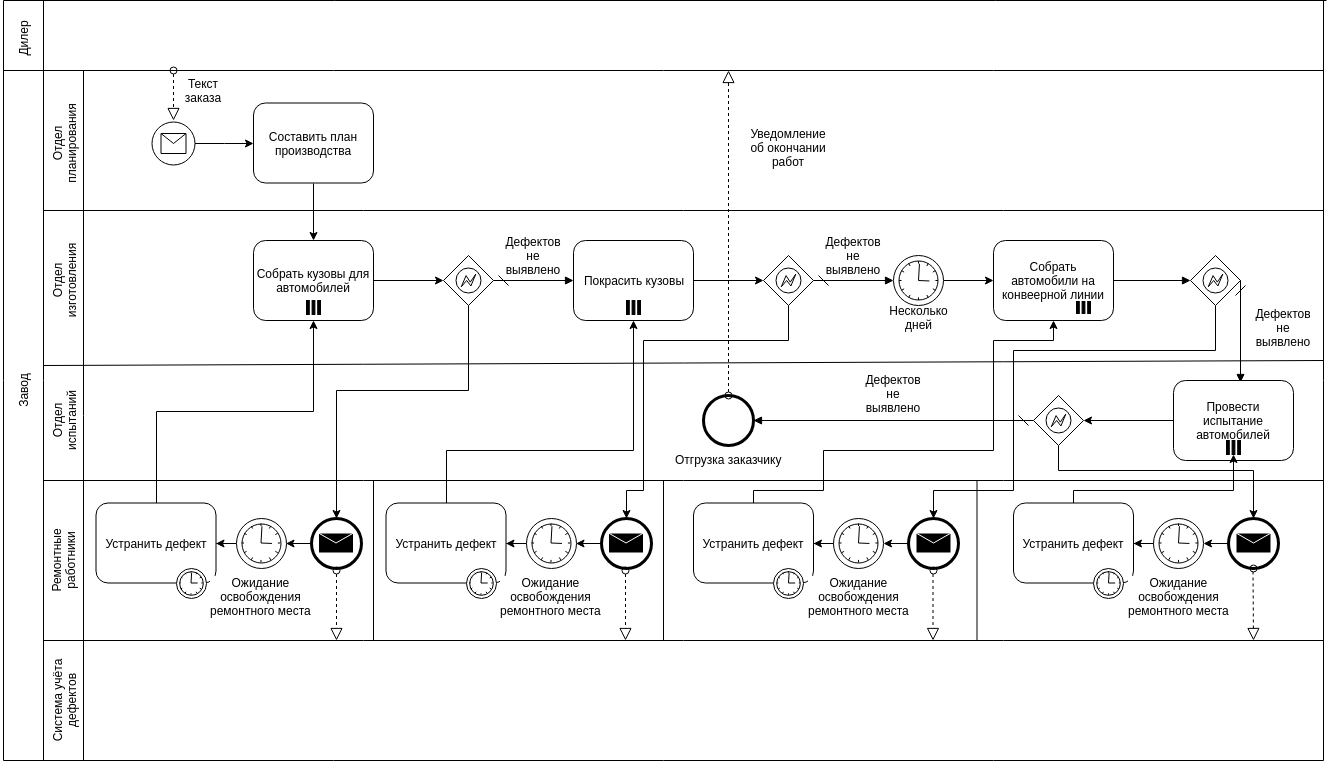 Дилер
Текст
заказа
Завод
Отдел
планирования
Составить план
производства
Уведомление
об окончании
работ
Отдел
изготовления
Собрать кузовы для
автомобилей
Дефектов
не
выявлено
Покрасить кузовы
Дефектов
не
выявлено
Несколько
дней
Собрать
автомобили на
конвеерной линии
Дефектов
не
выявлено
Отдел
испытаний
Отгрузка заказчику
Дефектов
не
выявлено
Провести
испытание
автомобилей
Ремонтные
работники
Устранить дефект
Ожидание
освобождения
ремонтного места
Устранить дефект
Ожидание
освобождения
ремонтного места
Устранить дефект
Ожидание
освобождения
ремонтного места
Устранить дефект
Ожидание
освобождения
ремонтного места
Система учёта
дефектов